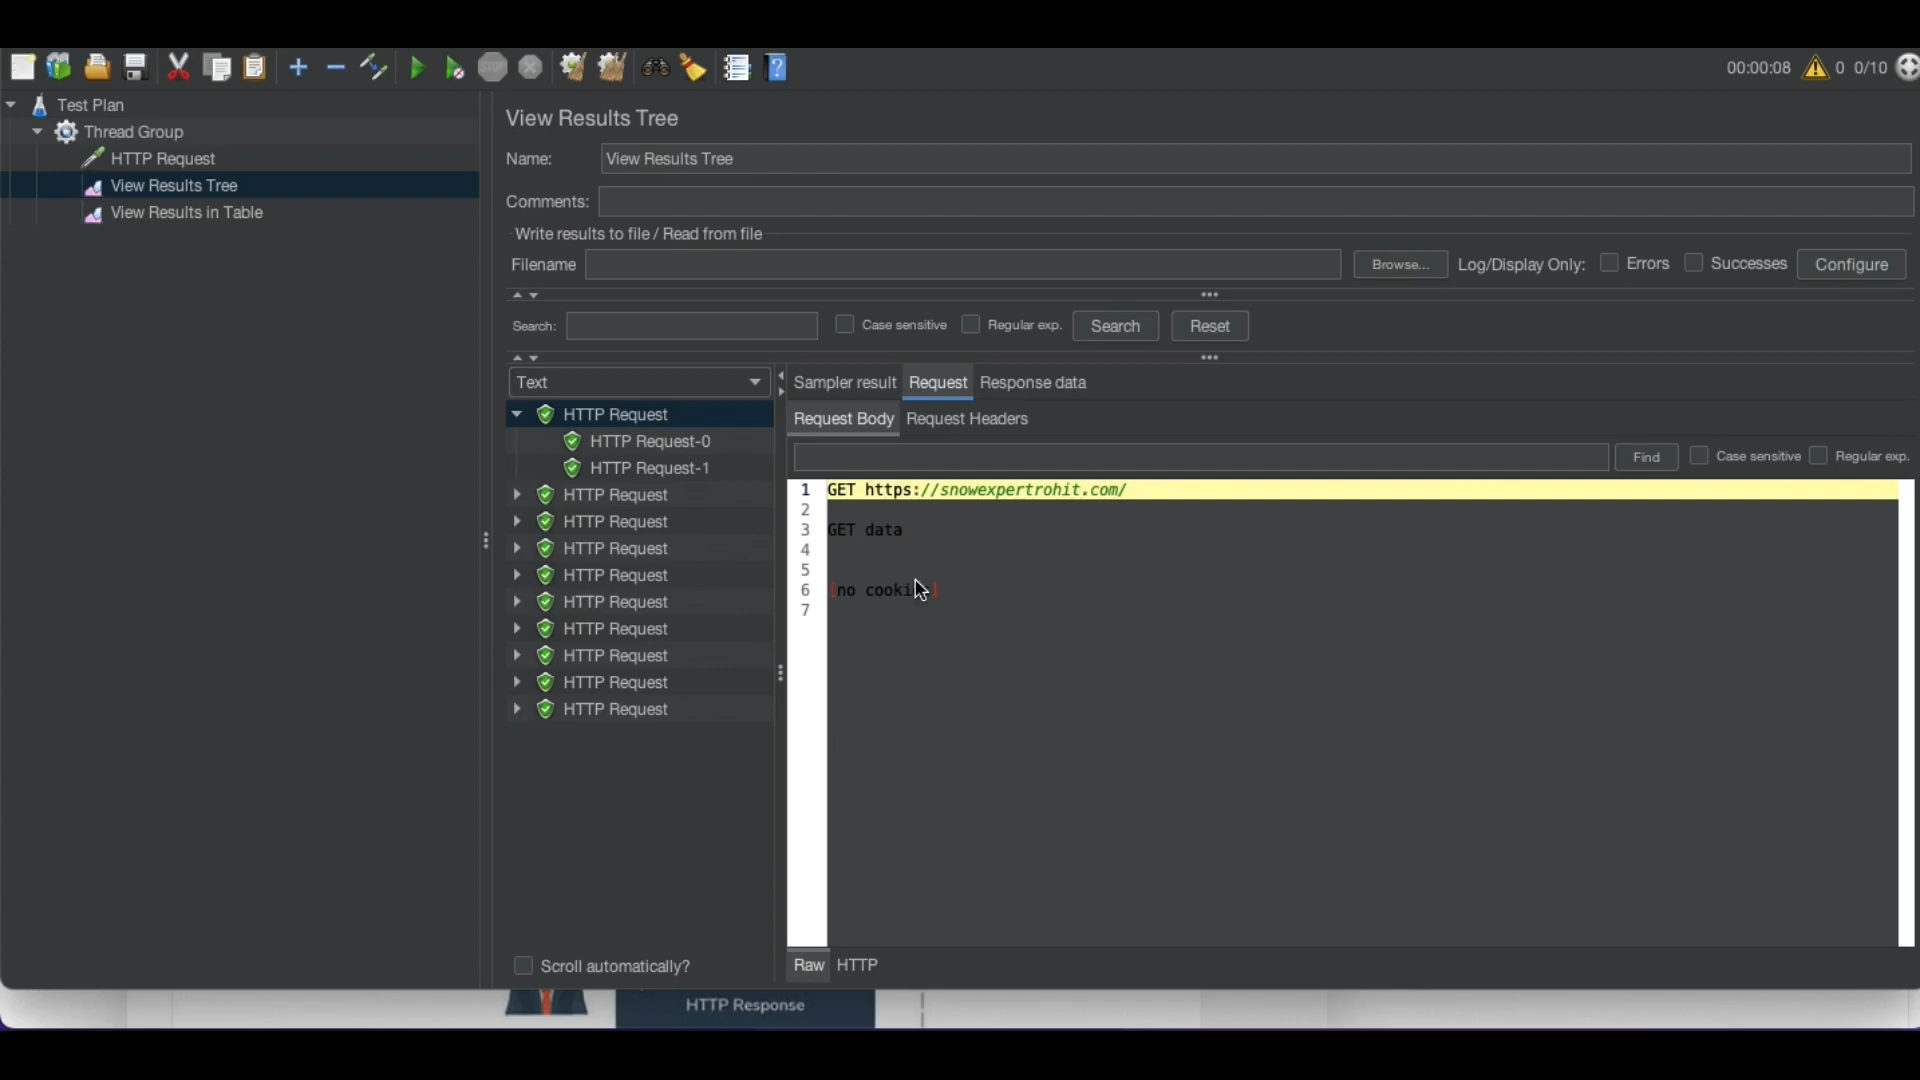 STOP
?
00:00:08 0 0/10
Test Plan
Thread Group
HTTP Request
View Results Tree
View Results in Table
View Results Tree
Name: View Results Tree
Comments:
Write results to file / Read from file
Filename Browse... Log/Display Only: Errors Successes Configure
Search: Case sensitive Regular exp. Search Reset
Text
HTTP Request
HTTP Request-0
HTTP Request-1
HTTP Request
HTTP Request
HTTP Request
HTTP Request
HTTP Request
HTTP Request
HTTP Request
HTTP Request
HTTP Request
Scroll automatically?
Sampler result Request Response data
Request Body Request Headers
Find Case sensitive Regular exp.
1 GET https://snowexpertrohit.com/
2
3 GET data
4
5
6 [no
7
Raw HTTP
HTTP Response